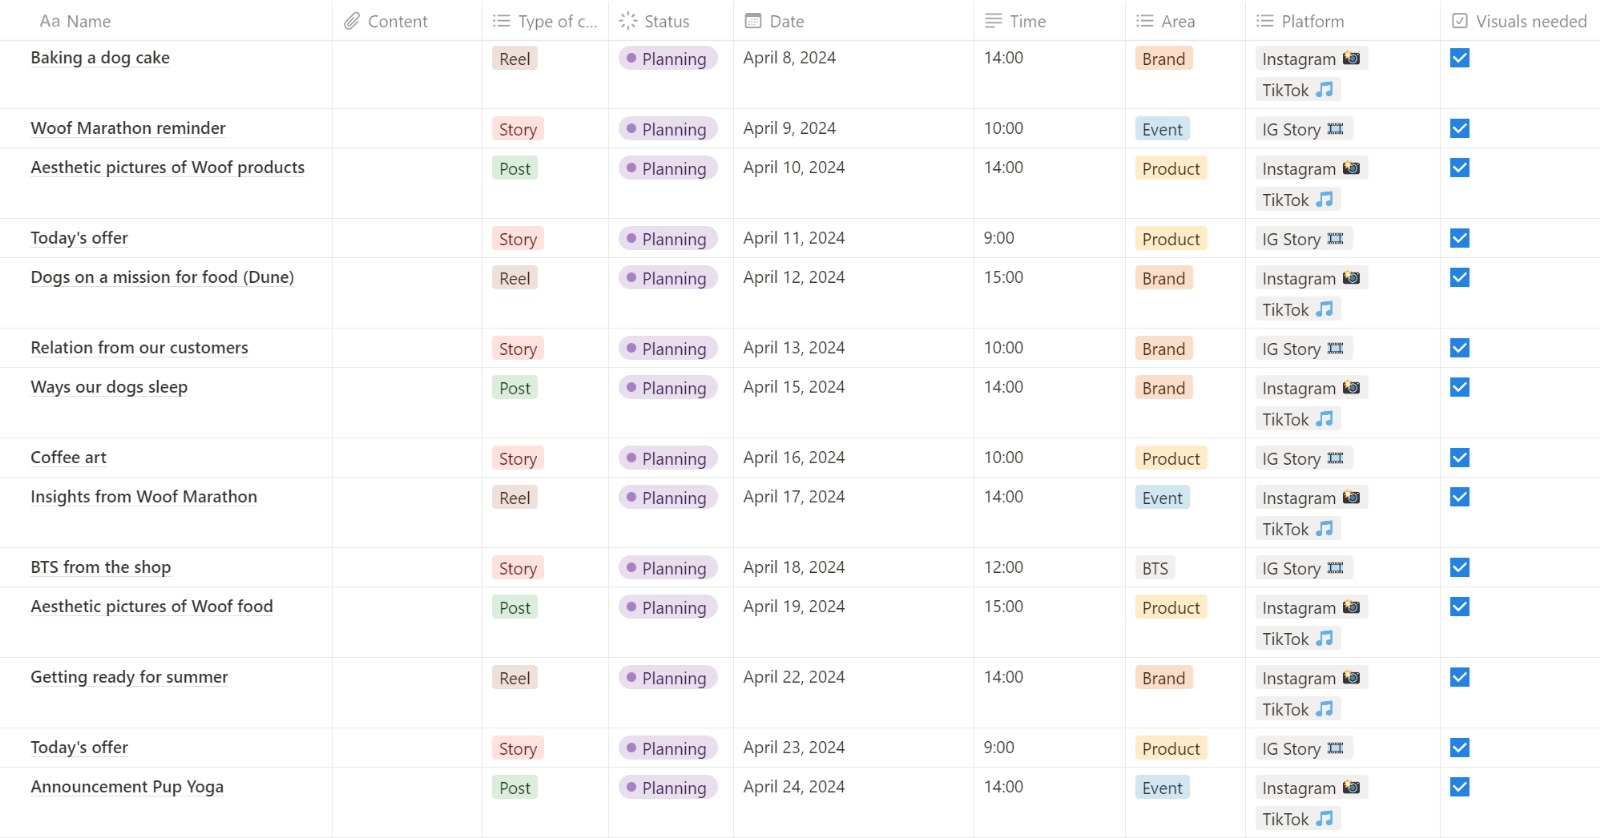 Aa Name Content Type of c... Status Date Time Area Platform Visuals needed
Baking a dog cake Reel Planning April 8, 2024 14:00 Brand Instagram 📸
TikTok 🎵
Woof Marathon reminder Story Planning April 9, 2024 10:00 Event IG Story 🎞️
Aesthetic pictures of Woof products Post Planning April 10, 2024 14:00 Product Instagram 📸
TikTok 🎵
Today's offer Story Planning April 11, 2024 9:00 Product IG Story 🎞️
Dogs on a mission for food (Dune) Reel Planning April 12, 2024 15:00 Brand Instagram 📸
TikTok 🎵
Relation from our customers Story Planning April 13, 2024 10:00 Brand IG Story 🎞️
Ways our dogs sleep Post Planning April 15, 2024 14:00 Brand Instagram 📸
TikTok 🎵
Coffee art Story Planning April 16, 2024 10:00 Product IG Story 🎞️
Insights from Woof Marathon Reel Planning April 17, 2024 14:00 Event Instagram 📸
TikTok 🎵
BTS from the shop Story Planning April 18, 2024 12:00 BTS IG Story 🎞️
Aesthetic pictures of Woof food Post Planning April 19, 2024 15:00 Product Instagram 📸
TikTok 🎵
Getting ready for summer Reel Planning April 22, 2024 14:00 Brand Instagram 📸
TikTok 🎵
Today's offer Story Planning April 23, 2024 9:00 Product IG Story 🎞️
Announcement Pup Yoga Post Planning April 24, 2024 14:00 Event Instagram 📸
TikTok 🎵